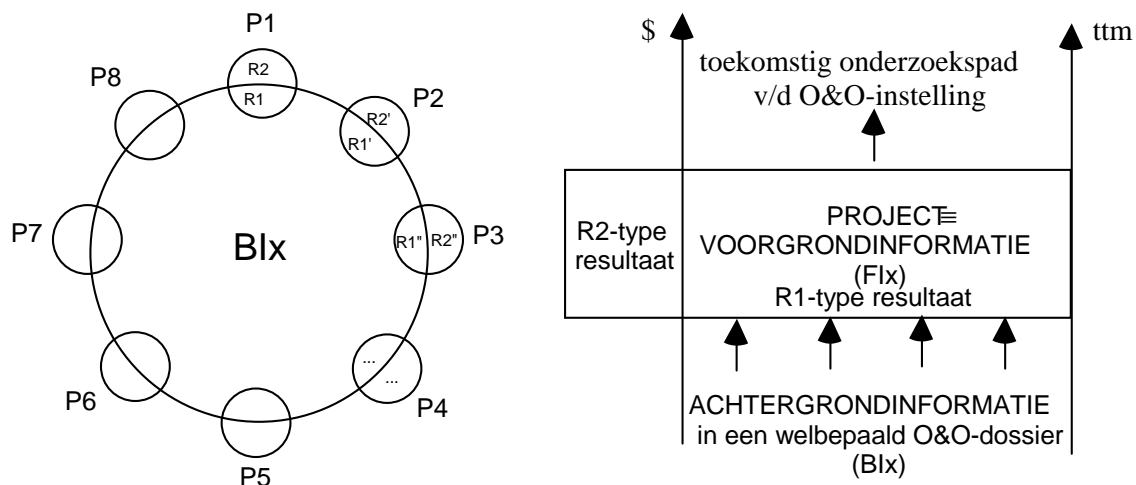 P1
R2
R1
P8
P2
R2'
R1'
P7
BIx
R1" R2"
P3
P6
...
...
P4
P5
$
ttm
toekomstig onderzoekspad
v/d O&O-instelling
R2-type
resultaat
PROJECT≡
VOORGRONDINFORMATIE
(FIx)
R1-type resultaat
ACHTERGRONDINFORMATIE
in een welbepaald O&O-dossier
(BIx)